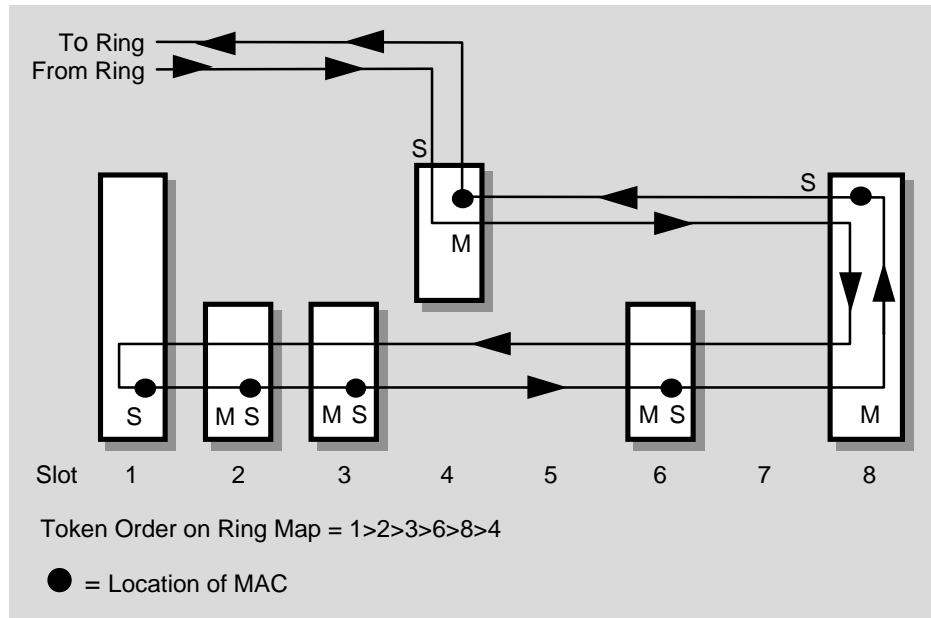 To Ring
From Ring
S
S
M
S
M S
M S
M S
M
Slot 1 2 3 4 5 6 7 8
Token Order on Ring Map = 1>2>3>6>8>4
= Location of MAC